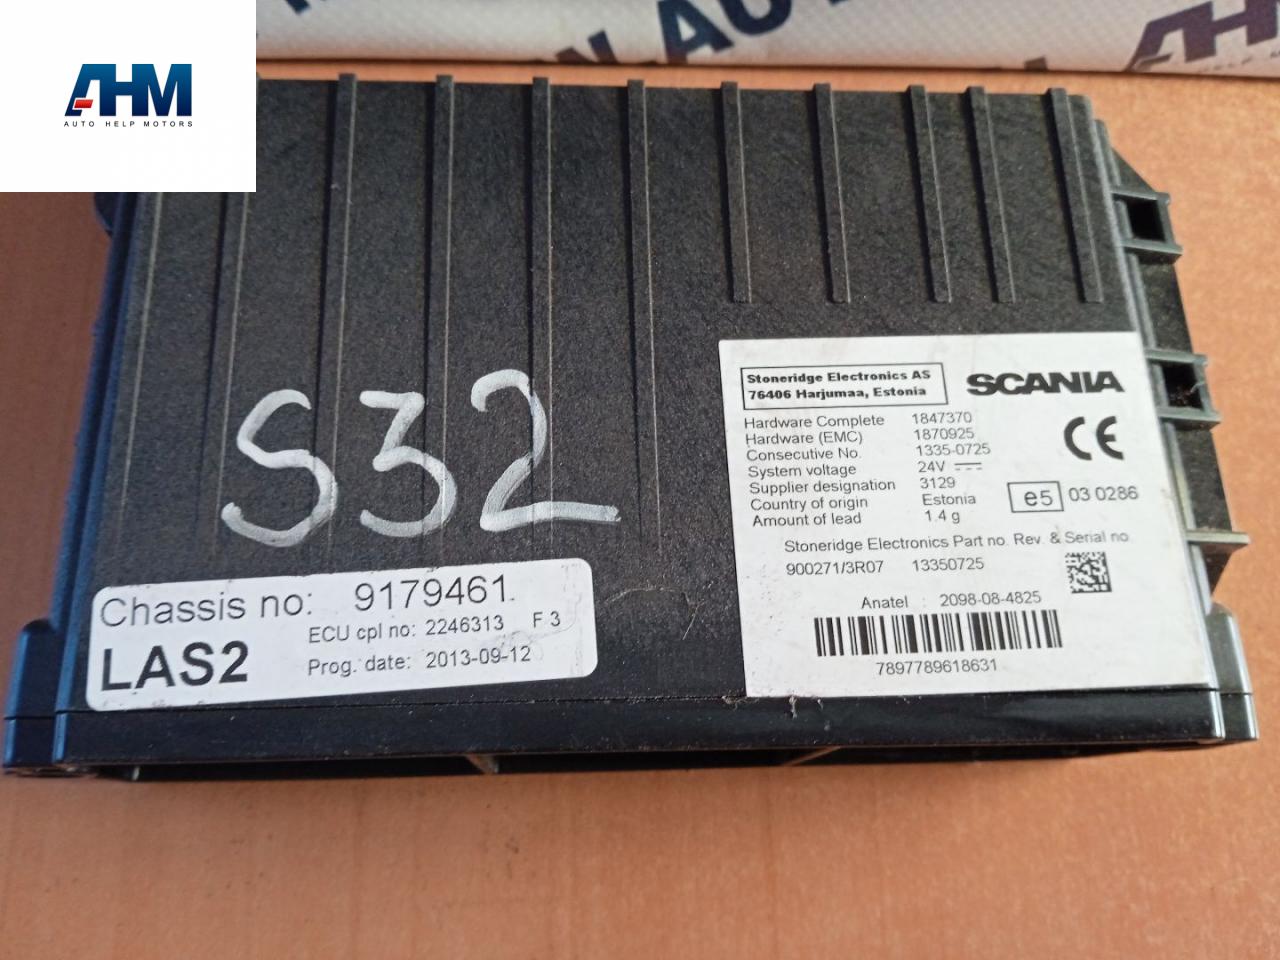 AHM
AUTO HELP MOTORS
S32
Chassis no: 9179461.
ECU cpl no: 2246313 F 3
LAS2 Prog. date: 2013-09-12
Stoneridge Electronics AS
76406 Harjumaa, Estonia
SCANIA
Hardware Complete 1847370
Hardware (EMC) 1870925
Consecutive No. 1335-0725
System voltage 24V
Supplier designation 3129
Country of origin Estonia
Amount of lead 1.4 g
CE
e5 03 0286
Stoneridge Electronics Part no. Rev. & Serial no.
900271/3R07 13350725
Anatel : 2098-08-4825
7897789618631